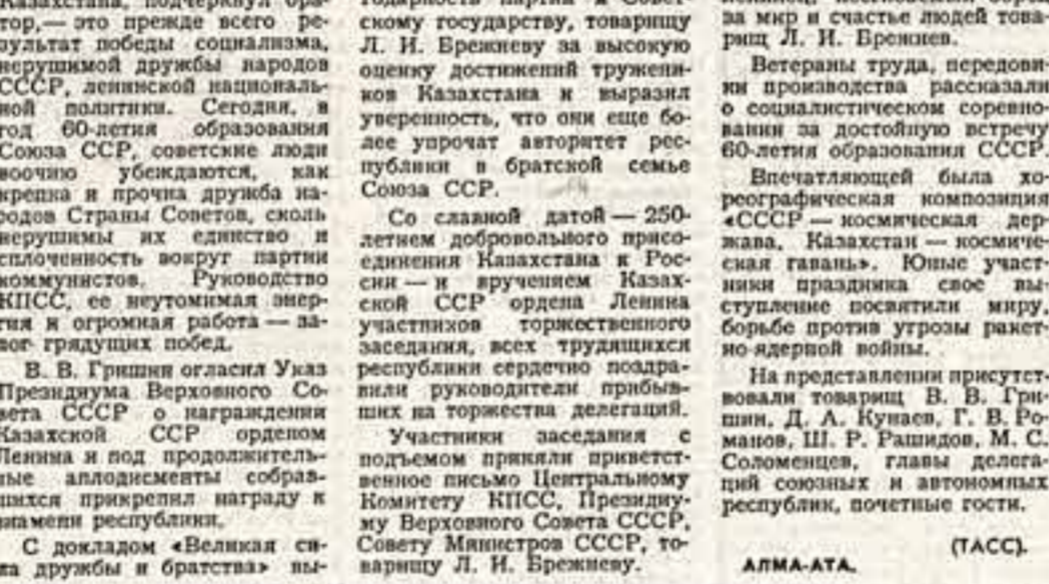 Казахстана, подчеркнул ора-
тор,— это прежде всего ре-
зультат победы социализма,
нерушимой дружбы народов
СССР, ленинской националь-
ной политики. Сегодня, в
год 60-летия образования
Союза ССР, советские люди
воочию убеждаются, как
крепка и прочна дружба на-
родов Страны Советов, сколь
нерушимы их единство и
сплоченность вокруг партии
коммунистов. Руководство
КПСС, ее неутомимая энер-
гия и огромная работа — за-
лог грядущих побед.
В. В. Гришин огласил Указ
Президиума Верховного Со-
вета СССР о награждении
Казахской ССР орденом
Ленина и под продолжитель-
ные аплодисменты собрав-
шихся прикрепил награду к
знамени республики.
С докладом «Великая си-
ла дружбы и братства» вы-
скому государству, товарищу
Л. И. Брежневу за высокую
оценку достижений тружени-
ков Казахстана и выразил
уверенность, что они еще бо-
лее упрочат авторитет рес-
публики в братской семье
Союза ССР.
Со славной датой — 250-
летием добровольного присо-
единения Казахстана к Рос-
сии — и вручением Казах-
ской ССР ордена Ленина
участников торжественного
заседания, всех трудящихся
республики сердечно поздра-
вили руководители прибыв-
ших на торжества делегаций.
Участники заседания с
подъемом приняли приветст-
венное письмо Центральному
Комитету КПСС, Президиу-
му Верховного Совета СССР,
Совету Министров СССР, то-
варищу Л. И. Брежневу.
за мир и счастье людей това-
рищ Л. И. Брежнев.
Ветераны труда, передови-
ки производства рассказали
о социалистическом соревно-
вании за достойную встречу
60-летия образования СССР.
Впечатляющей была хо-
реографическая композиция
«СССР — космическая дер-
жава, Казахстан — космиче-
ская гавань». Юные участ-
ники праздника свое вы-
ступление посвятили миру,
борьбе против угрозы ракет-
но-ядерной войны.
На представлении присутст-
вовали товарищ В. В. Гри-
шин, Д. А. Кунаев, Г. В. Ро-
манов, Ш. Р. Рашидов, М. С.
Соломенцев, главы делега-
ций союзных и автономных
республик, почетные гости.
(ТАСС).
АЛМА-АТА.